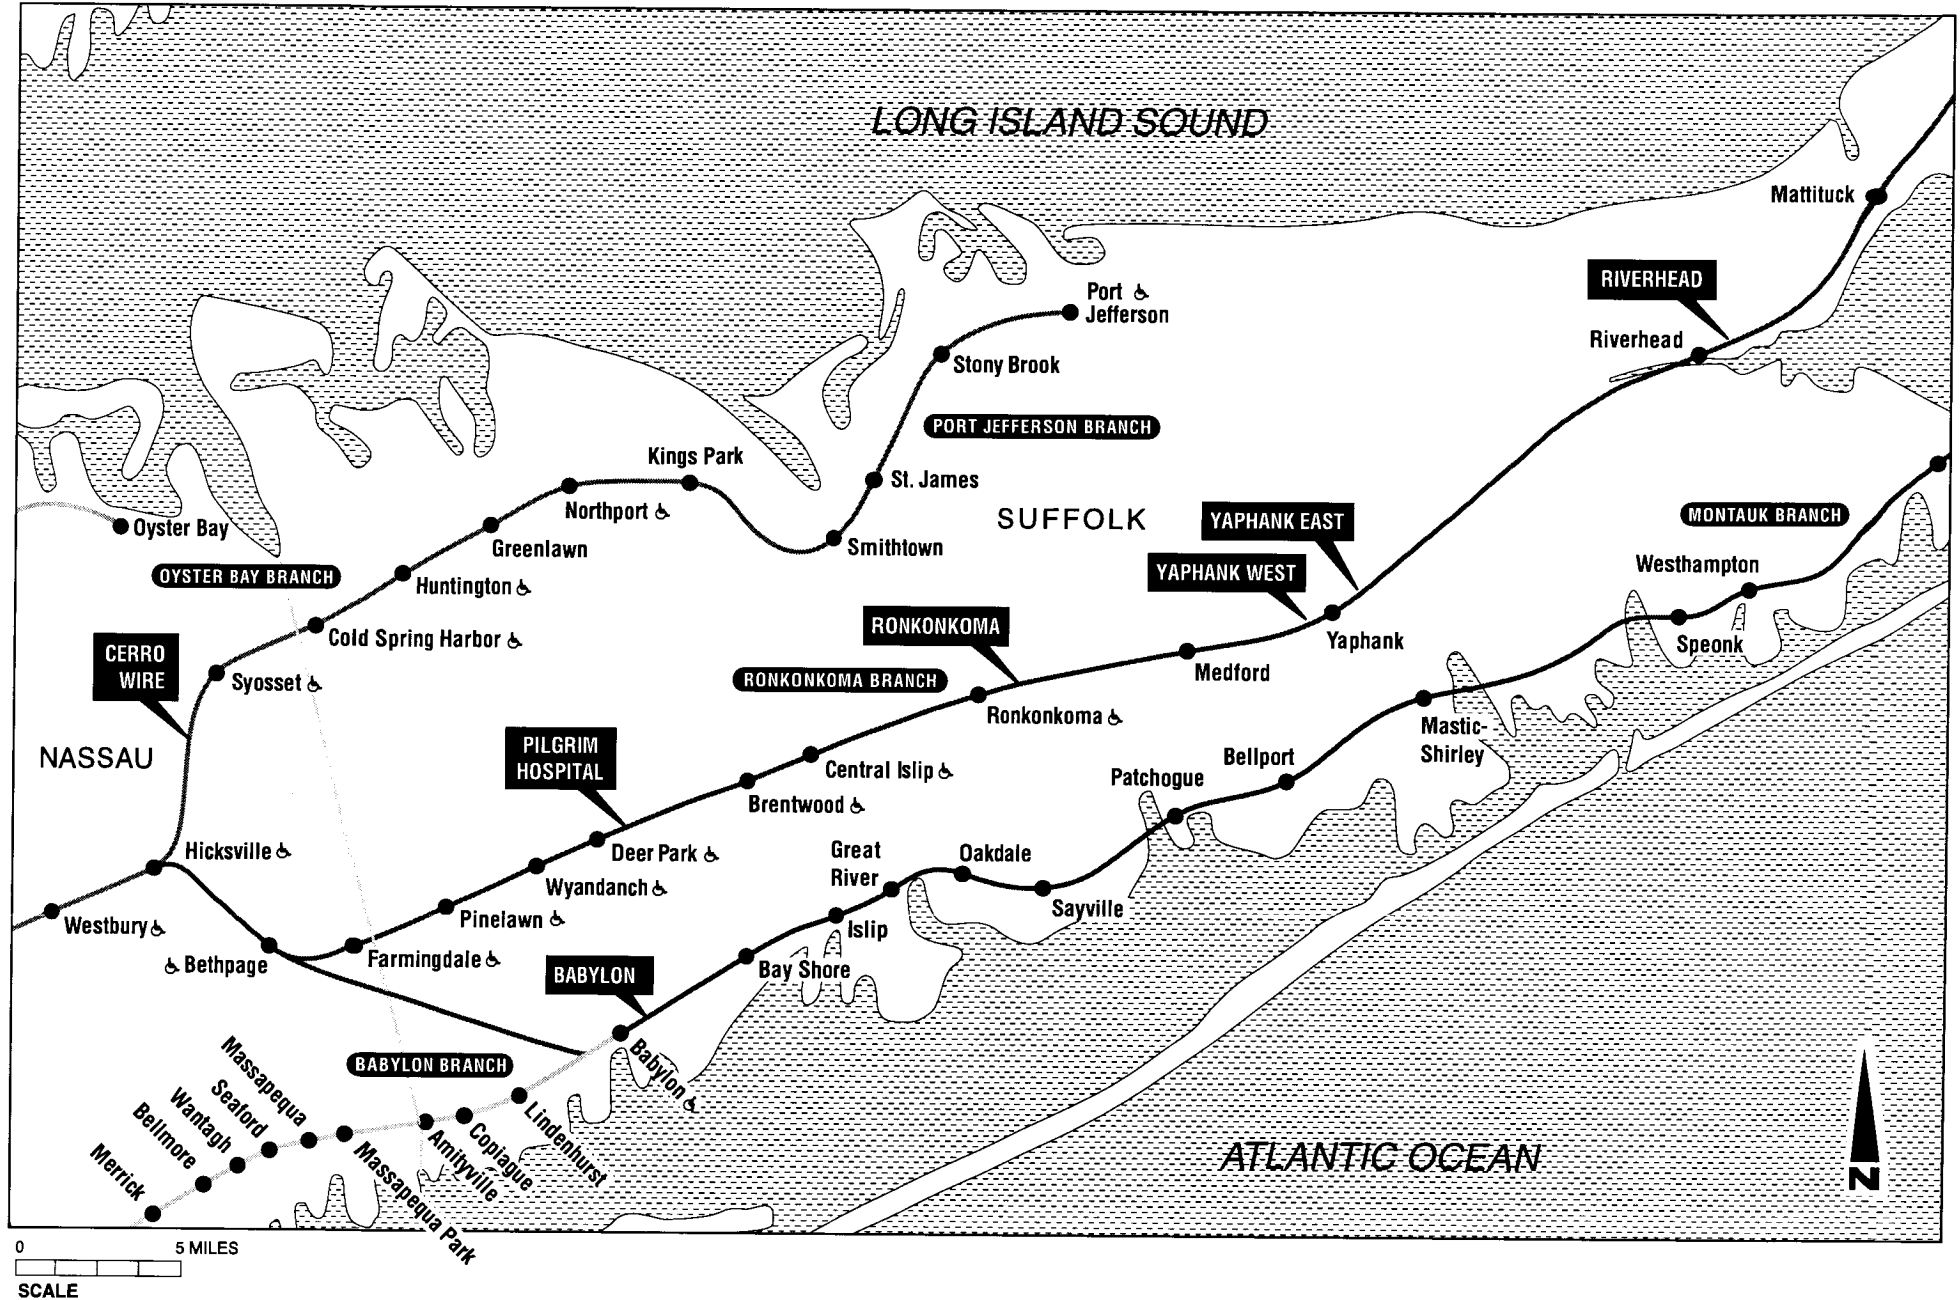 LONG ISLAND SOUND
Mattituck
RIVERHEAD
Riverhead
Port
Jefferson
Stony Brook
PORT JEFFERSON BRANCH
Kings Park
St. James
Northport
SUFFOLK
YAPHANK EAST
MONTAUK BRANCH
Oyster Bay
Greenlawn
Smithtown
YAPHANK WEST
Westhampton
OYSTER BAY BRANCH
Huntington
RONKONKOMA
Cold Spring Harbor
Yaphank
Speonk
CERRO
WIRE
Syosset
RONKONKOMA BRANCH
Medford
Ronkonkoma
Mastic-
Shirley
NASSAU
PILGRIM
HOSPITAL
Central Islip
Bellport
Patchogue
Brentwood
Hicksville
Deer Park
Great
River
Oakdale
Wyandanch
Westbury
Pinelawn
Sayville
Islip
Bethpage
Farmingdale
BABYLON
Bay Shore
BABYLON BRANCH
Babylon
Massapequa
Seaford
Wantagh
Bellmore
Merrick
Lindenhurst
Copiague
Amityville
Massapequa Park
ATLANTIC OCEAN
N
0 5 MILES
SCALE